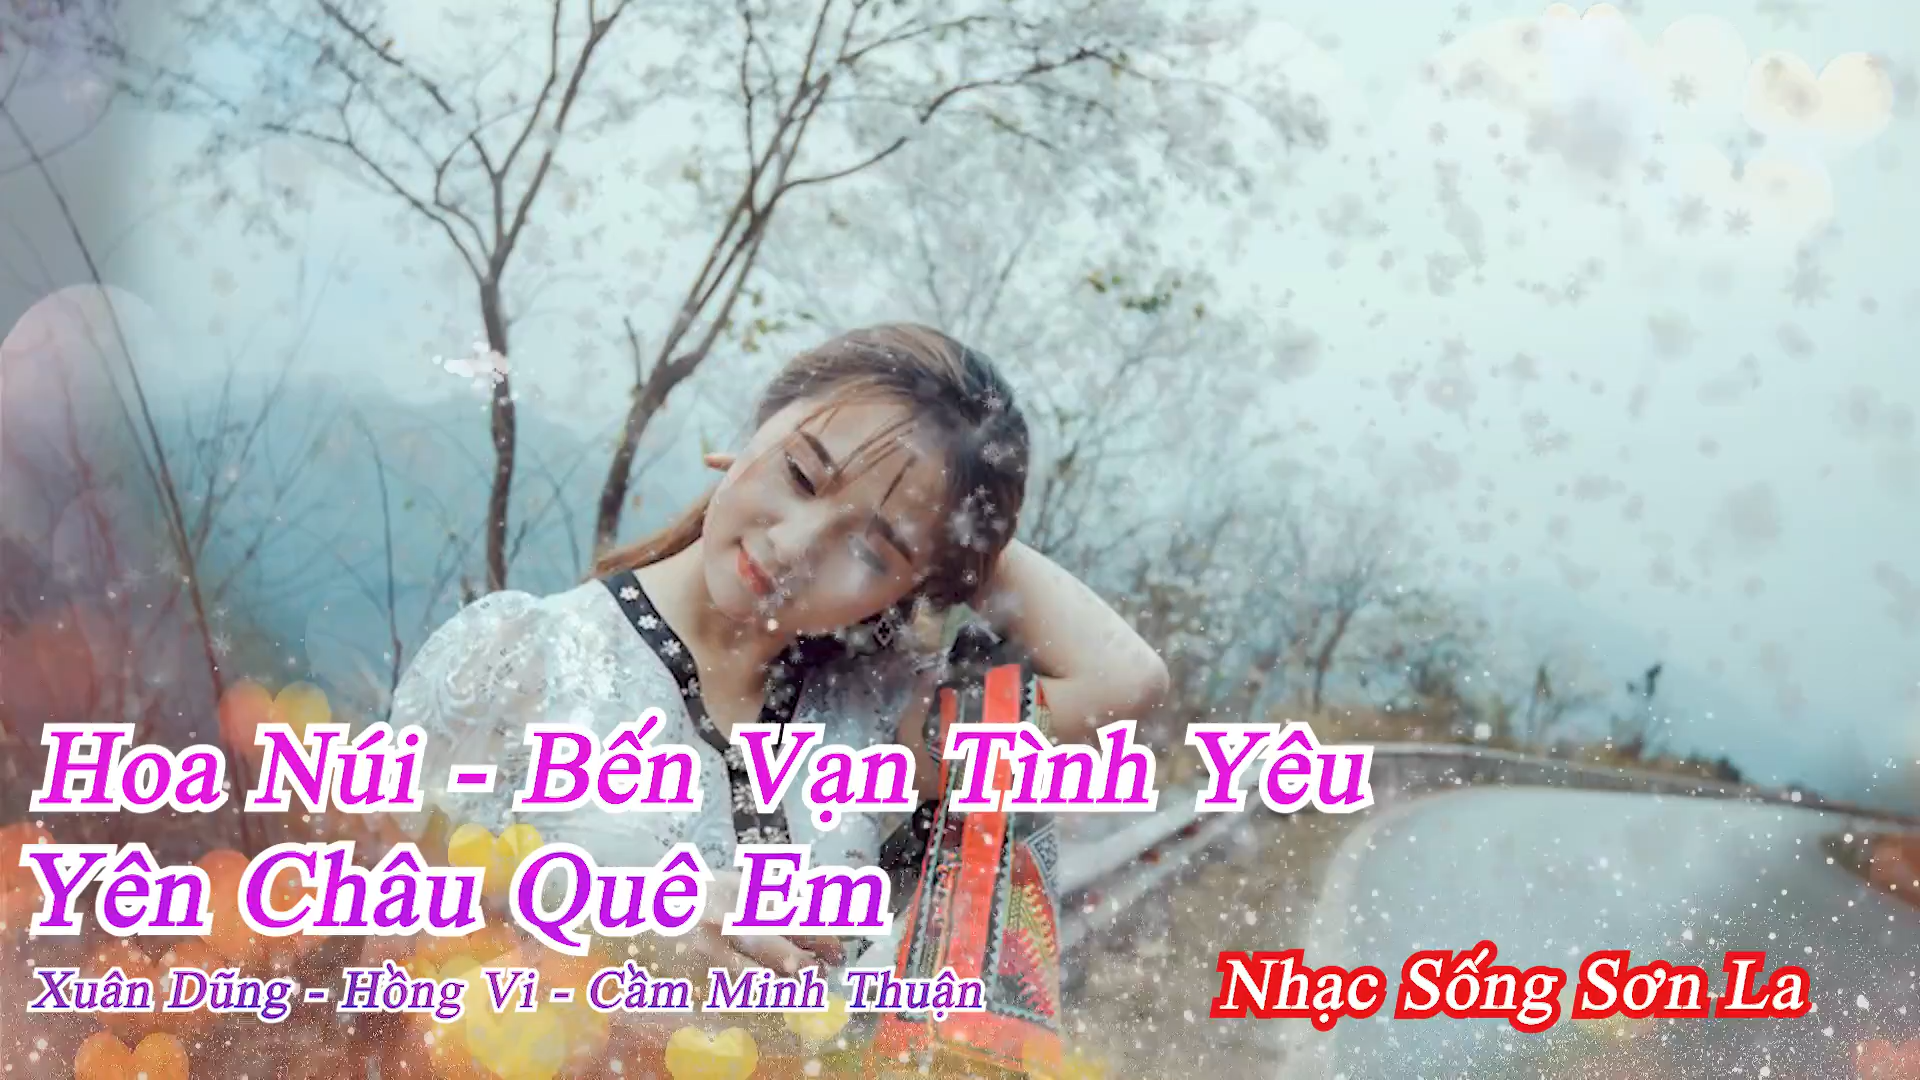 Hoa Núi - Bến Vạn Tình Yêu
Yên Châu Quê Em
Xuân Dũng - Hồng Vi - Cầm Minh Thuận
Nhạc Sống Sơn La